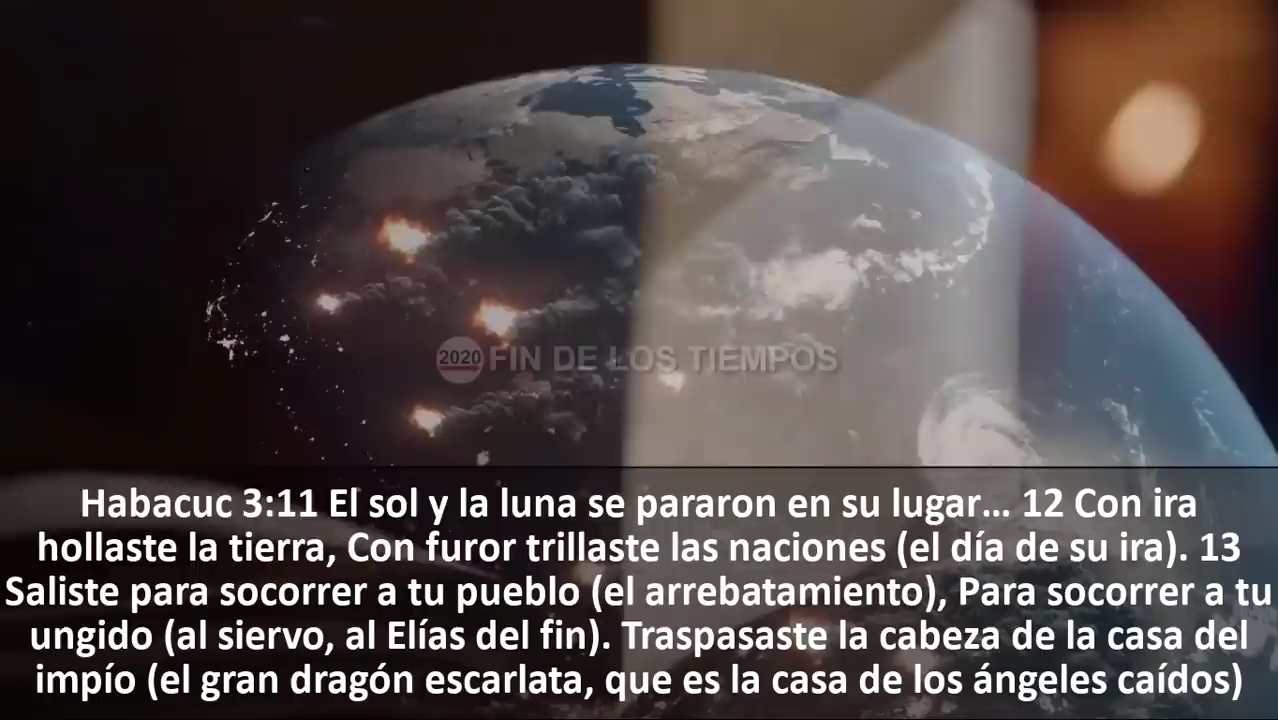 2020 FIN DE LOS TIEMPOS
Habacuc 3:11 El sol y la luna se pararon en su lugar... 12 Con ira
hollaste la tierra, Con furor trillaste las naciones (el día de su ira). 13
Saliste para socorrer a tu pueblo (el arrebatamiento), Para socorrer a tu
ungido (al siervo, al Elías del fin). Traspasaste la cabeza de la casa del
impío (el gran dragón escarlata, que es la casa de los ángeles caídos)